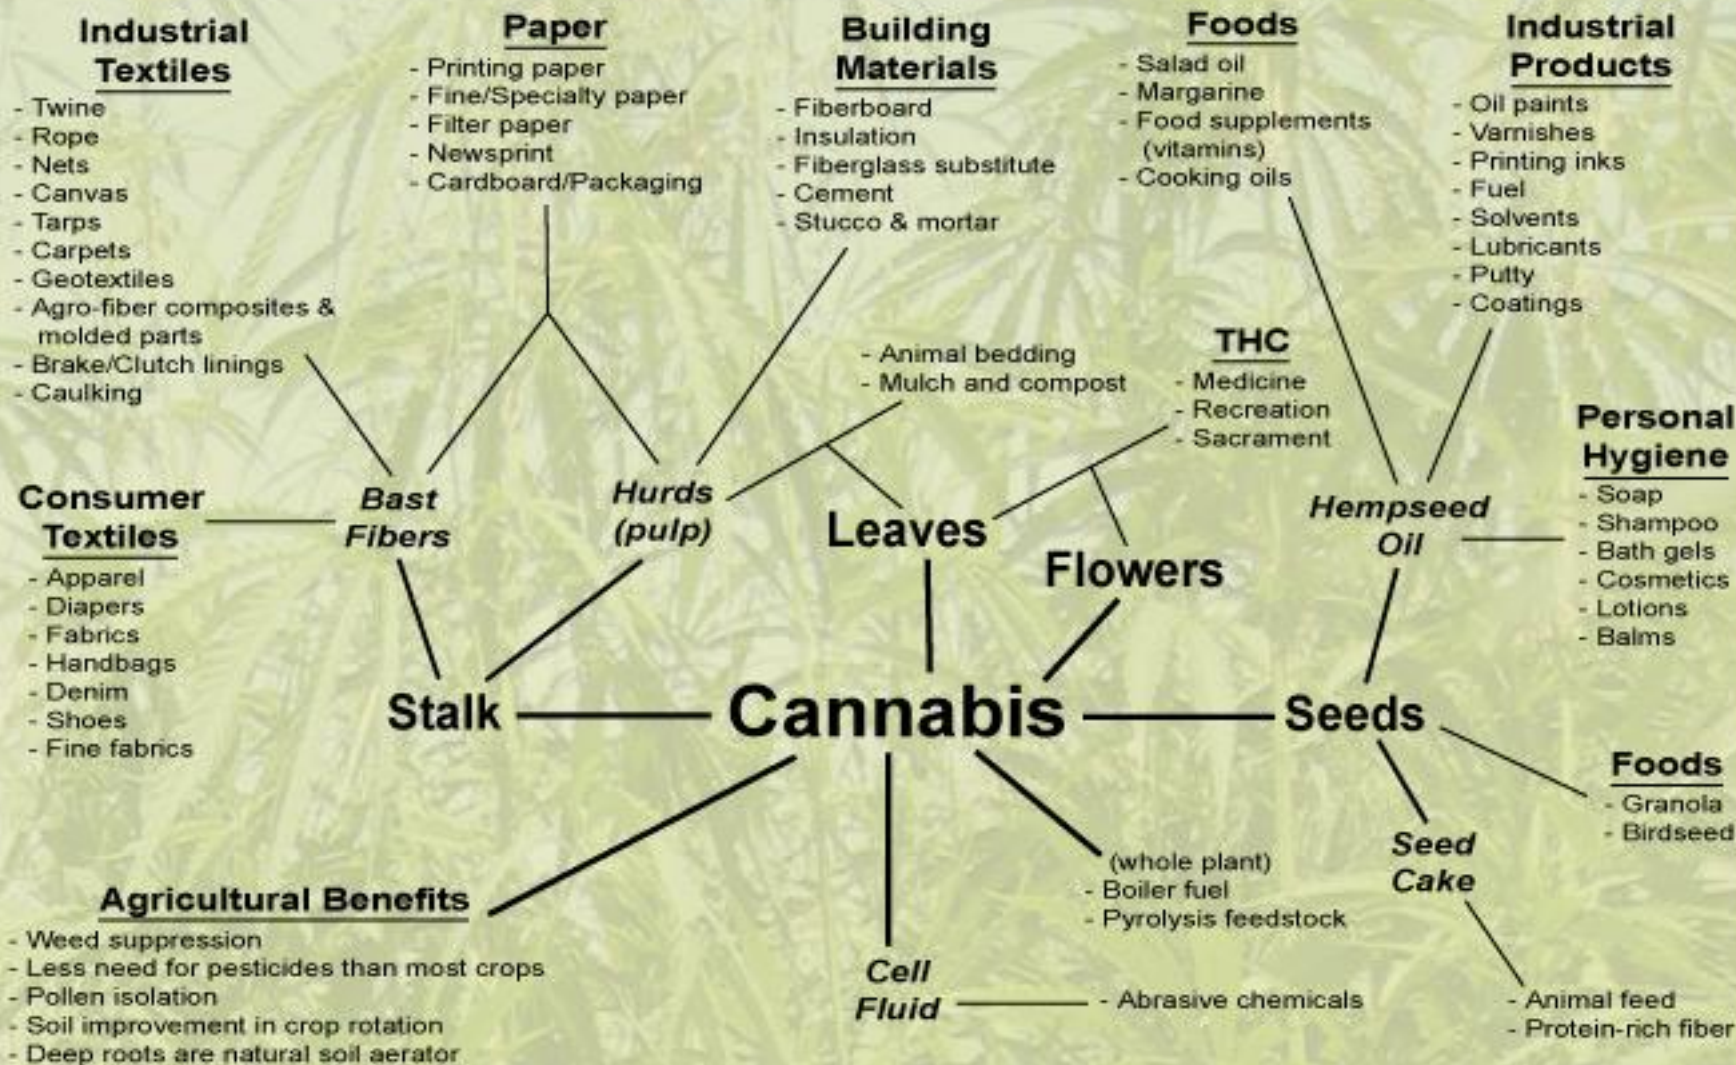 Industrial
Textiles
- Twine
- Rope
- Nets
- Canvas
- Tarps
- Carpets
- Geotextiles
- Agro-fiber composites &
molded parts
- Brake/Clutch linings
- Caulking
Paper
- Printing paper
- Fine/Specialty paper
- Filter paper
- Newsprint
- Cardboard/Packaging
Building
Materials
- Fiberboard
- Insulation
- Fiberglass substitute
- Cement
- Stucco & mortar
Foods
- Salad oil
- Margarine
- Food supplements
(vitamins)
- Cooking oils
Industrial
Products
- Oil paints
- Varnishes
- Printing inks
- Fuel
- Solvents
- Lubricants
- Putty
- Coatings
- Animal bedding
- Mulch and compost
THC
- Medicine
- Recreation
- Sacrament
Personal
Hygiene
- Soap
- Shampoo
- Bath gels
- Cosmetics
- Lotions
- Balms
Consumer
Textiles
- Apparel
- Diapers
- Fabrics
- Handbags
- Denim
- Shoes
- Fine fabrics
Bast
Fibers
Hurds
(pulp)
Leaves
Flowers
Hempseed
Oil
Stalk
Cannabis
Seeds
Foods
- Granola
- Birdseed
Seed
Cake
(whole plant)
- Boiler fuel
- Pyrolysis feedstock
Agricultural Benefits
- Weed suppression
- Less need for pesticides than most crops
- Pollen isolation
- Soil improvement in crop rotation
- Deep roots are natural soil aerator
Cell
Fluid
- Abrasive chemicals
- Animal feed
- Protein-rich fiber